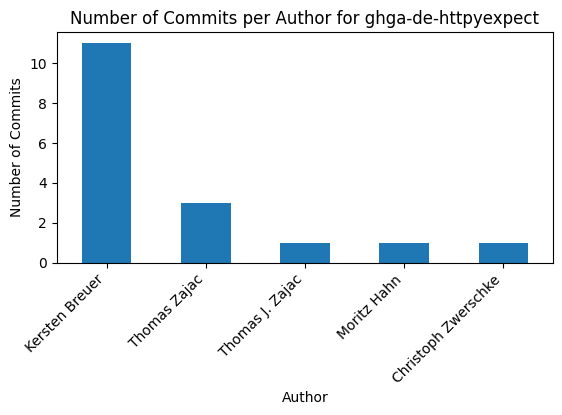 Number of Commits per Author for ghga-de-httpyexpect
Number of Commits
10
8
6
4
2
0
Kersten Breuer
Thomas Zajac
Thomas J. Zajac
Moritz Hahn
Christoph Zwerschke
Author